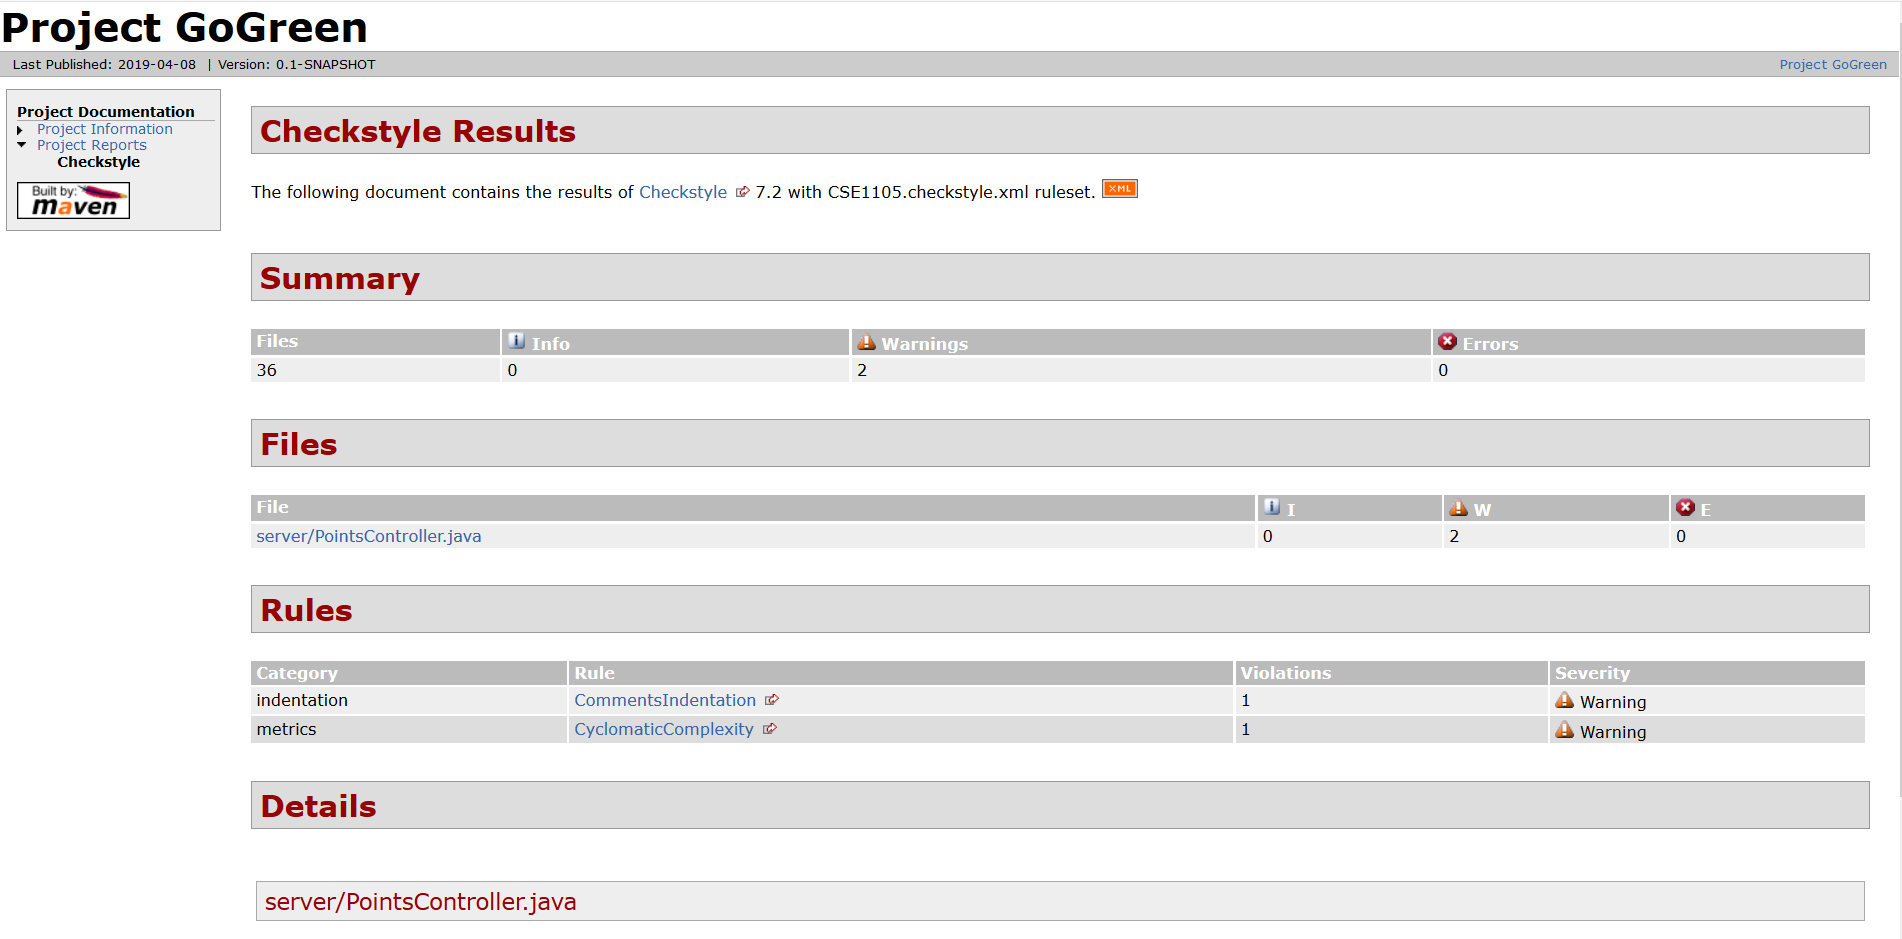 Project GoGreen
Last Published: 2019-04-08 | Version: 0.1-SNAPSHOT Project GoGreen
Project Documentation
Project Information
Project Reports
Checkstyle
Built by:
maven
Checkstyle Results
The following document contains the results of Checkstyle 7.2 with CSE1105.checkstyle.xml ruleset. XML
Summary
Files Info Warnings Errors
36 0 2 0
Files
File I W E
server/PointsController.java 0 2 0
Rules
Category Rule Violations Severity
indentation CommentsIndentation 1 Warning
metrics CyclomaticComplexity 1 Warning
Details
server/PointsController.java